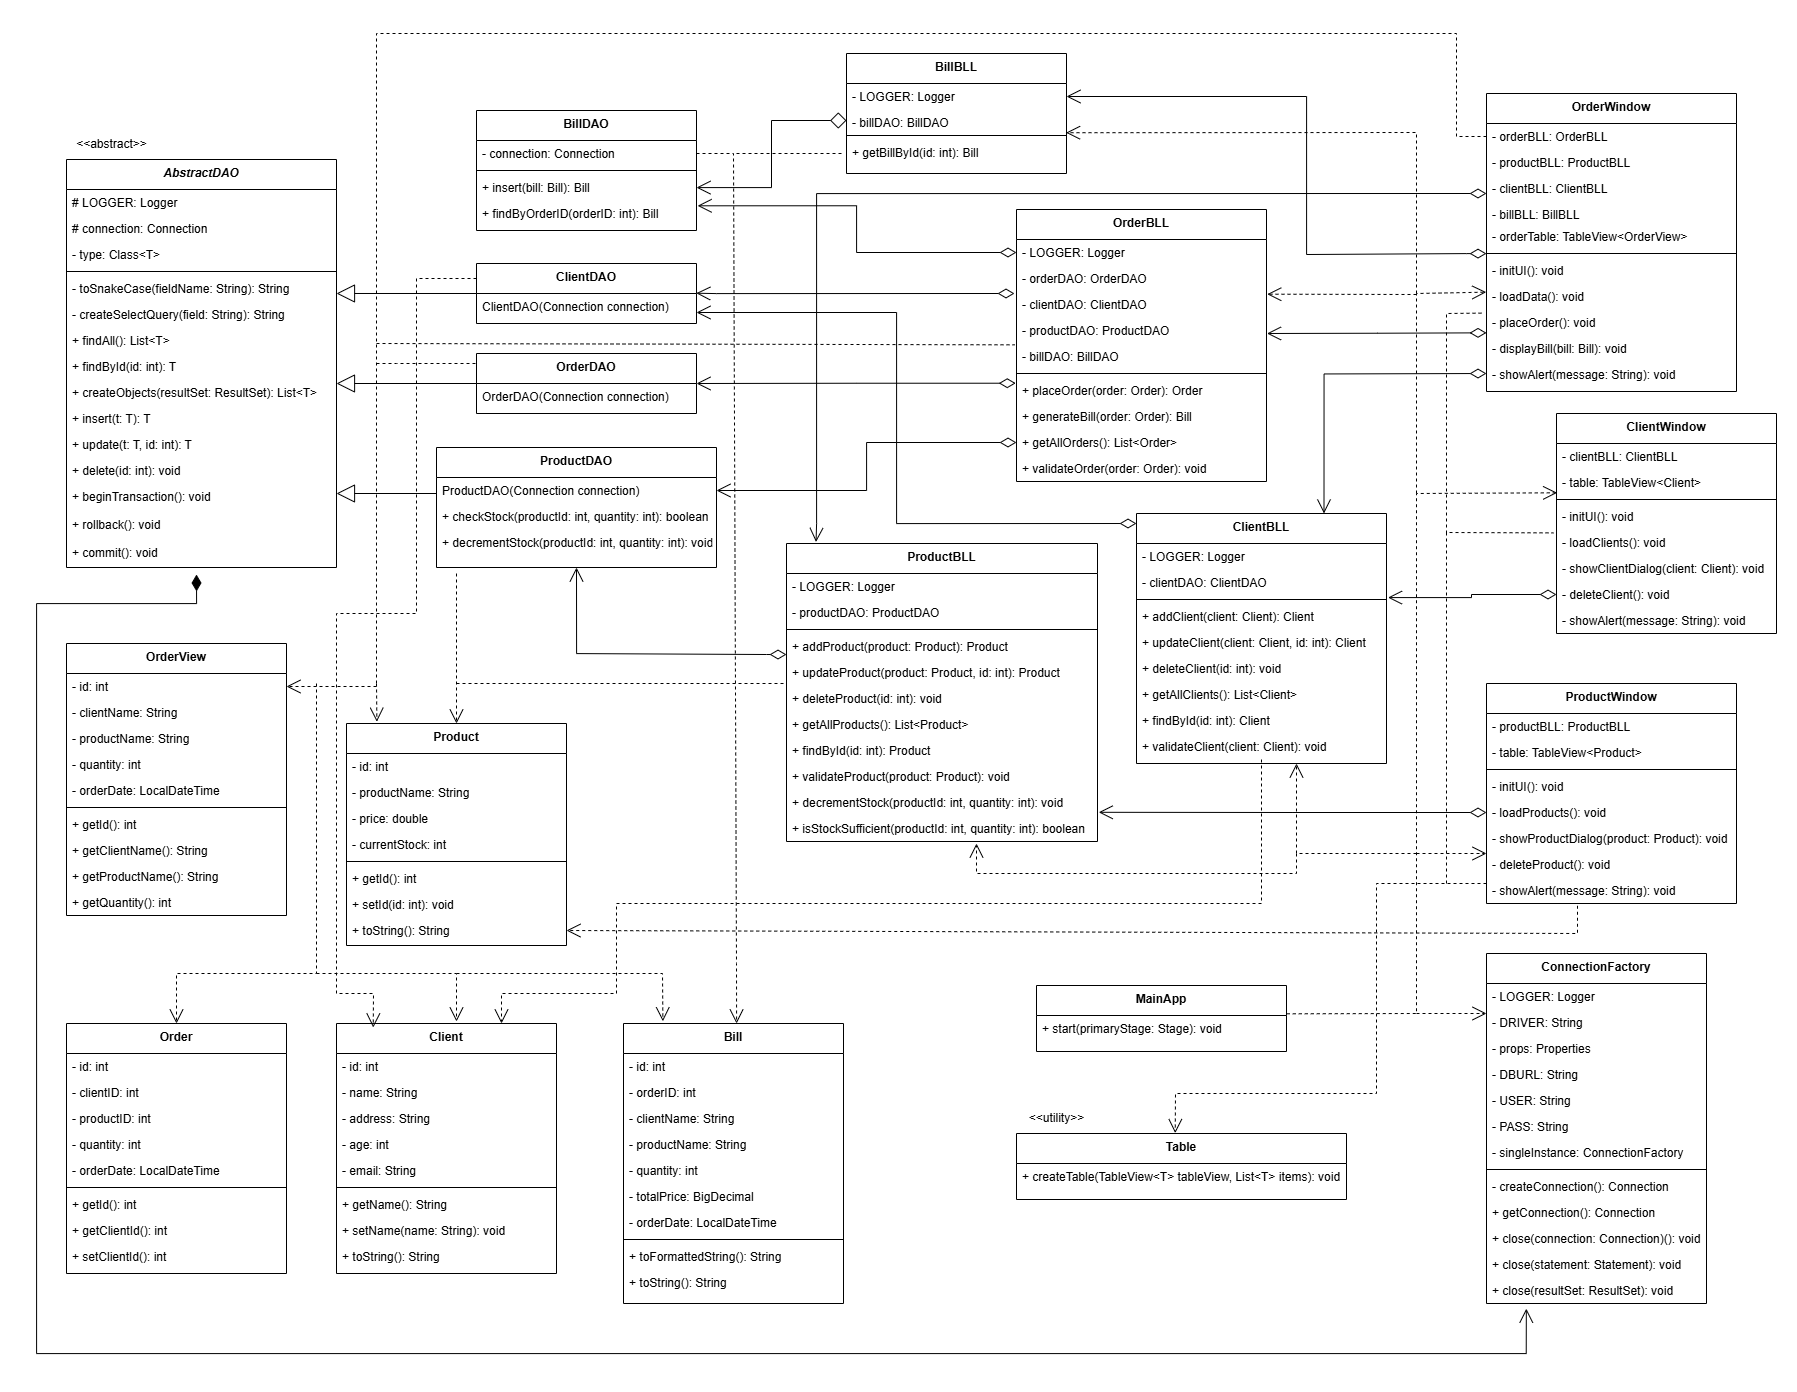 BillBLL
- LOGGER: Logger
- billDAO: BillDAO
+ getBillById(id: int): Bill
OrderWindow
- orderBLL: OrderBLL
- productBLL: ProductBLL
- clientBLL: ClientBLL
- billBLL: BillBLL
- orderTable: TableView<OrderView>
- initUI(): void
- loadData(): void
- placeOrder(): void
- displayBill(bill: Bill): void
- showAlert(message: String): void
BillDAO
- connection: Connection
+ insert(bill: Bill): Bill
+ findByOrderID(orderID: int): Bill
<<abstract>>
AbstractDAO
# LOGGER: Logger
# connection: Connection
- type: Class<T>
- toSnakeCase(fieldName: String): String
- createSelectQuery(field: String): String
+ findAll(): List<T>
+ findById(id: int): T
+ createObjects(resultSet: ResultSet): List<T>
+ insert(t: T): T
+ update(t: T, id: int): T
+ delete(id: int): void
+ beginTransaction(): void
+ rollback(): void
+ commit(): void
OrderBLL
- LOGGER: Logger
- orderDAO: OrderDAO
- clientDAO: ClientDAO
- productDAO: ProductDAO
- billDAO: BillDAO
+ placeOrder(order: Order): Order
+ generateBill(order: Order): Bill
+ getAllOrders(): List<Order>
+ validateOrder(order: Order): void
ClientDAO
ClientDAO(Connection connection)
OrderDAO
OrderDAO(Connection connection)
ClientWindow
- clientBLL: ClientBLL
- table: TableView<Client>
- initUI(): void
- loadClients(): void
- showClientDialog(client: Client): void
- deleteClient(): void
- showAlert(message: String): void
ProductDAO
ProductDAO(Connection connection)
+ checkStock(productId: int, quantity: int): boolean
+ decrementStock(productId: int, quantity: int): void
ClientBLL
- LOGGER: Logger
- clientDAO: ClientDAO
+ addClient(client: Client): Client
+ updateClient(client: Client, id: int): Client
+ deleteClient(id: int): void
+ getAllClients(): List<Client>
+ findById(id: int): Client
+ validateClient(client: Client): void
ProductBLL
- LOGGER: Logger
- productDAO: ProductDAO
+ addProduct(product: Product): Product
+ updateProduct(product: Product, id: int): Product
+ deleteProduct(id: int): void
+ getAllProducts(): List<Product>
+ findById(id: int): Product
+ validateProduct(product: Product): void
+ decrementStock(productId: int, quantity: int): void
+ isStockSufficient(productId: int, quantity: int): boolean
OrderView
- id: int
- clientName: String
- productName: String
- quantity: int
- orderDate: LocalDateTime
+ getId(): int
+ getClientName(): String
+ getProductName(): String
+ getQuantity(): int
Product
- id: int
- productName: String
- price: double
- currentStock: int
+ getId(): int
+ setId(id: int): void
+ toString(): String
ProductWindow
- productBLL: ProductBLL
- table: TableView<Product>
- initUI(): void
- loadProducts(): void
- showProductDialog(product: Product): void
- deleteProduct(): void
- showAlert(message: String): void
ConnectionFactory
- LOGGER: Logger
- DRIVER: String
- props: Properties
- DBURL: String
- USER: String
- PASS: String
- singleInstance: ConnectionFactory
- createConnection(): Connection
+ getConnection(): Connection
+ close(connection: Connection)(): void
+ close(statement: Statement): void
+ close(resultSet: ResultSet): void
MainApp
+ start(primaryStage: Stage): void
Order
- id: int
- clientID: int
- productID: int
- quantity: int
- orderDate: LocalDateTime
+ getId(): int
+ getClientId(): int
+ setClientId(): int
Client
- id: int
- name: String
- address: String
- age: int
- email: String
+ getName(): String
+ setName(name: String): void
+ toString(): String
Bill
- id: int
- orderID: int
- clientName: String
- productName: String
- quantity: int
- totalPrice: BigDecimal
- orderDate: LocalDateTime
+ toFormattedString(): String
+ toString(): String
<<utility>>
Table
+ createTable(TableView<T> tableView, List<T> items): void